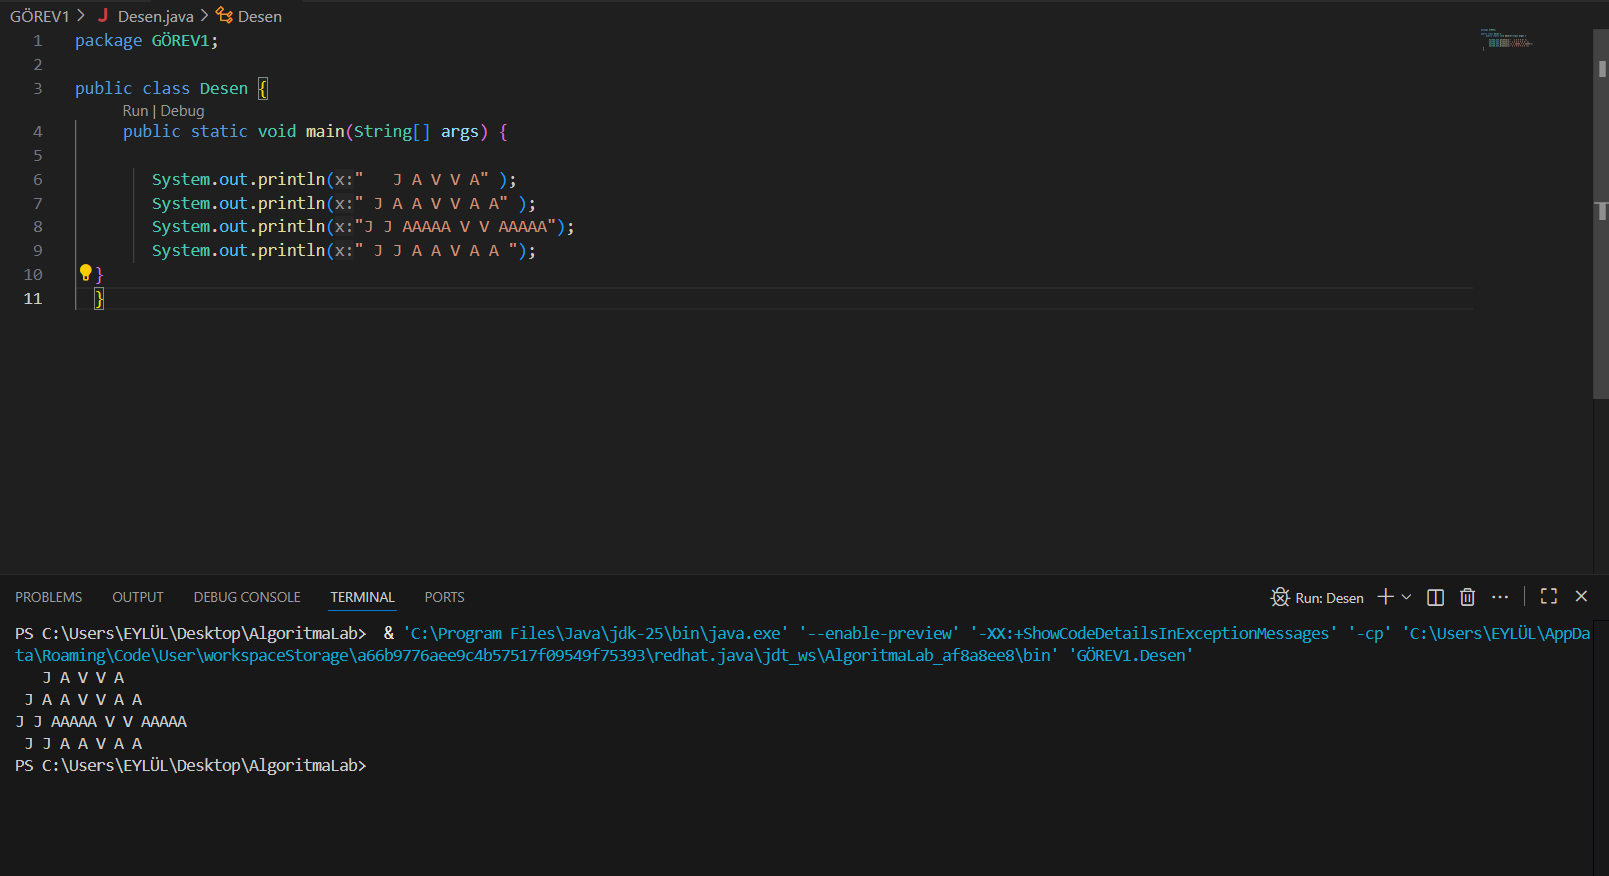 GÖREV1 > J Desen.java > Desen
1 package GÖREV1;
2
3 public class Desen {
Run | Debug
4 public static void main(String[] args) {
5
6 System.out.println(x:"   J A V V A" );
7 System.out.println(x:" J A A V V A A" );
8 System.out.println(x:"J J AAAAA V V AAAAA");
9 System.out.println(x:" J J A A V A A ");
10 }
11 }
PROBLEMS OUTPUT DEBUG CONSOLE TERMINAL PORTS Run: Desen
PS C:\Users\EYLÜL\Desktop\AlgoritmaLab>  & 'C:\Program Files\Java\jdk-25\bin\java.exe' '--enable-preview' '-XX:+ShowCodeDetailsInExceptionMessages' '-cp' 'C:\Users\EYLÜL\AppDa
ta\Roaming\Code\User\workspaceStorage\a66b9776aee9c4b57517f09549f75393\redhat.java\jdt_ws\AlgoritmaLab_af8a8ee8\bin' 'GÖREV1.Desen'
   J A V V A
 J A A V V A A
J J AAAAA V V AAAAA
 J J A A V A A
PS C:\Users\EYLÜL\Desktop\AlgoritmaLab>